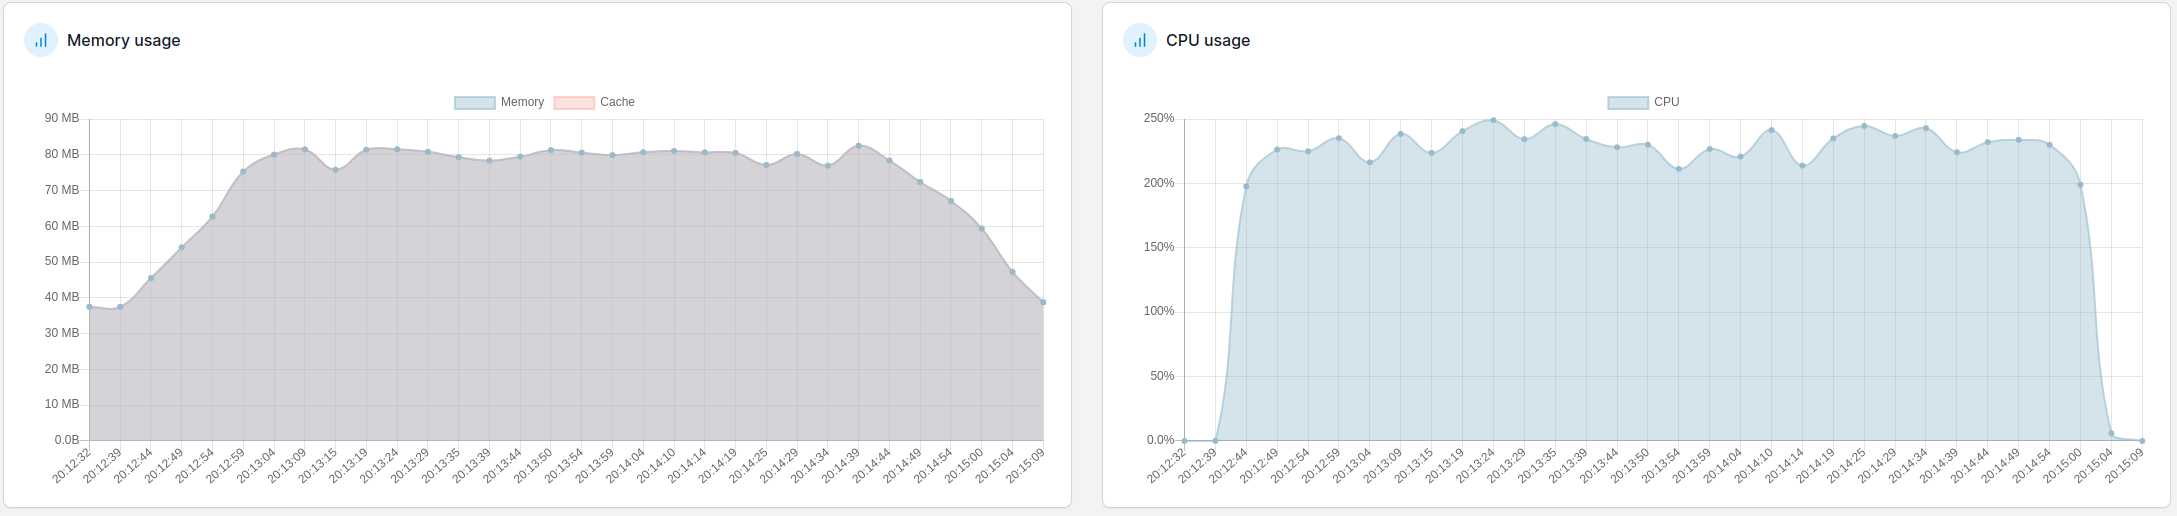 Memory usage
Memory Cache
90 MB
80 MB
70 MB
60 MB
50 MB
40 MB
30 MB
20 MB
10 MB
0.0B
20:12:32 20:12:39 20:12:44 20:12:49 20:12:54 20:12:59 20:13:04 20:13:09 20:13:15 20:13:19 20:13:24 20:13:29 20:13:35 20:13:39 20:13:44 20:13:50 20:13:54 20:13:59 20:14:04 20:14:10 20:14:14 20:14:19 20:14:25 20:14:29 20:14:34 20:14:39 20:14:44 20:14:49 20:14:54 20:15:00 20:15:04 20:15:09
CPU usage
CPU
250%
200%
150%
100%
50%
0.0%
20:12:32 20:12:39 20:12:44 20:12:49 20:12:54 20:12:59 20:13:04 20:13:09 20:13:15 20:13:19 20:13:24 20:13:29 20:13:35 20:13:39 20:13:44 20:13:50 20:13:54 20:13:59 20:14:04 20:14:10 20:14:14 20:14:19 20:14:25 20:14:29 20:14:34 20:14:39 20:14:44 20:14:49 20:14:54 20:15:00 20:15:04 20:15:09